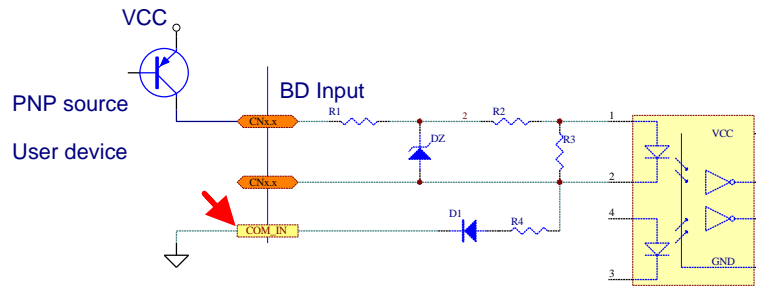 VCC
PNP source
User device
BD Input
CNx.x
R1
DZ
2
R2
R3
1
VCC
CNx.x
2
COM_IN
D1
R4
4
3
GND